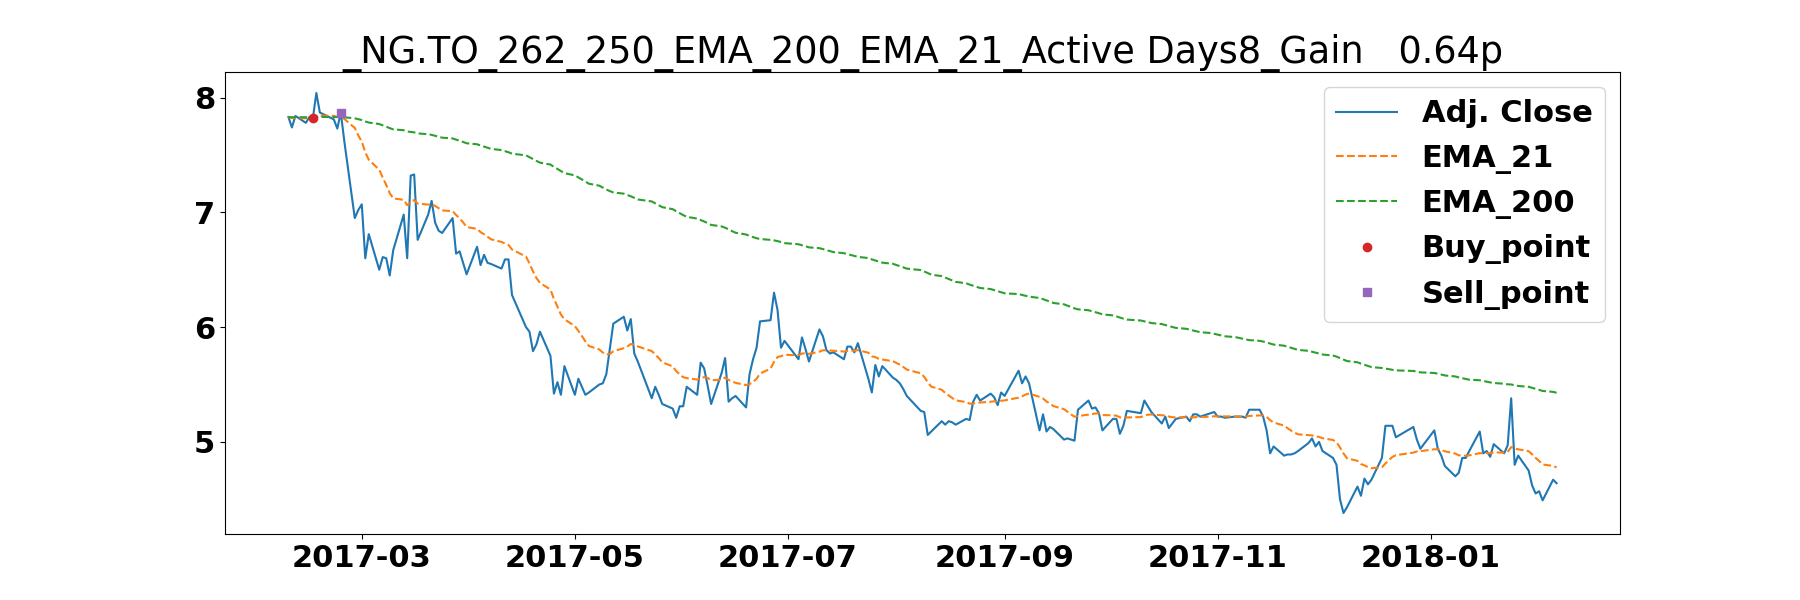 _NG.TO_262_250_EMA_200_EMA_21_Active Days8_Gain   0.64p
8
7
6
5
Adj. Close
EMA_21
EMA_200
Buy_point
Sell_point
2017-03
2017-05
2017-07
2017-09
2017-11
2018-01